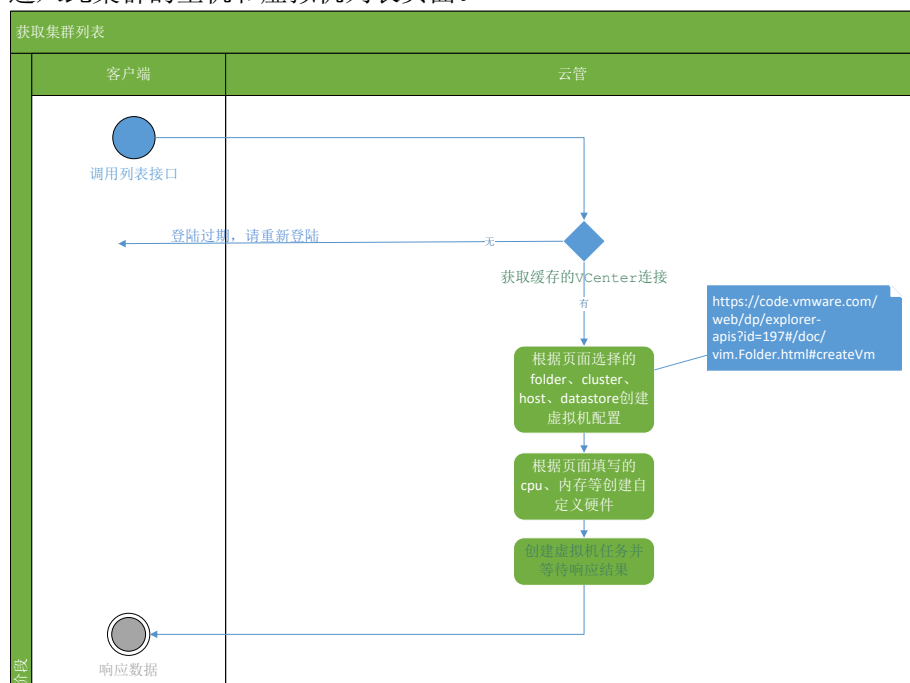 获取集群列表
客户端
云管
调用列表接口
登陆过期，请重新登陆
无
获取缓存的VCenter连接
有
https://code.vmware.com/
web/dp/explorer-
apis?id=197#/doc/
vim.Folder.html#createVm
根据页面选择的
folder、cluster、
host、datastore创建
虚拟机配置
根据页面填写的
cpu、内存等创建自
定义硬件
创建虚拟机任务并
等待响应结果
响应数据
阶段